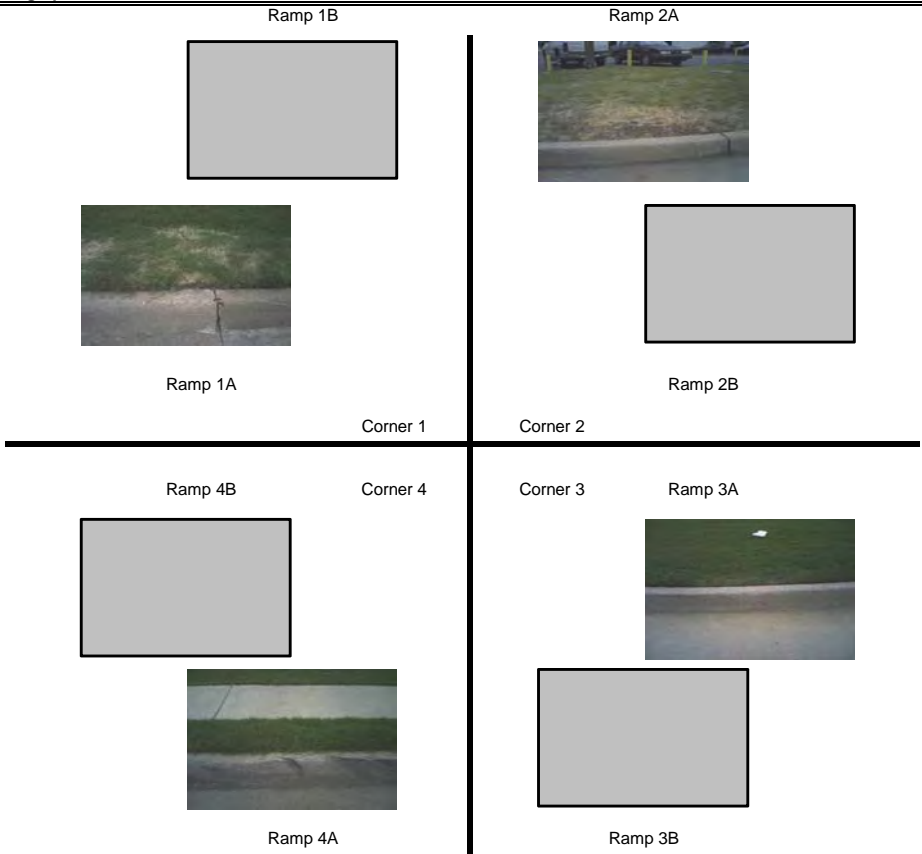 Ramp 1B
Ramp 2A
Ramp 1A
Ramp 2B
Corner 1
Corner 2
Ramp 4B
Corner 4
Corner 3
Ramp 3A
Ramp 4A
Ramp 3B